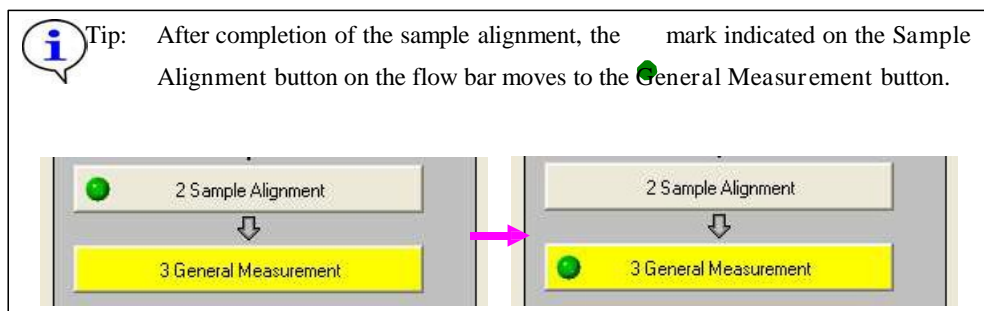 Tip: After completion of the sample alignment, the mark indicated on the Sample
Alignment button on the flow bar moves to the General Measurement button.
2 Sample Alignment
3 General Measurement
2 Sample Alignment
3 General Measurement